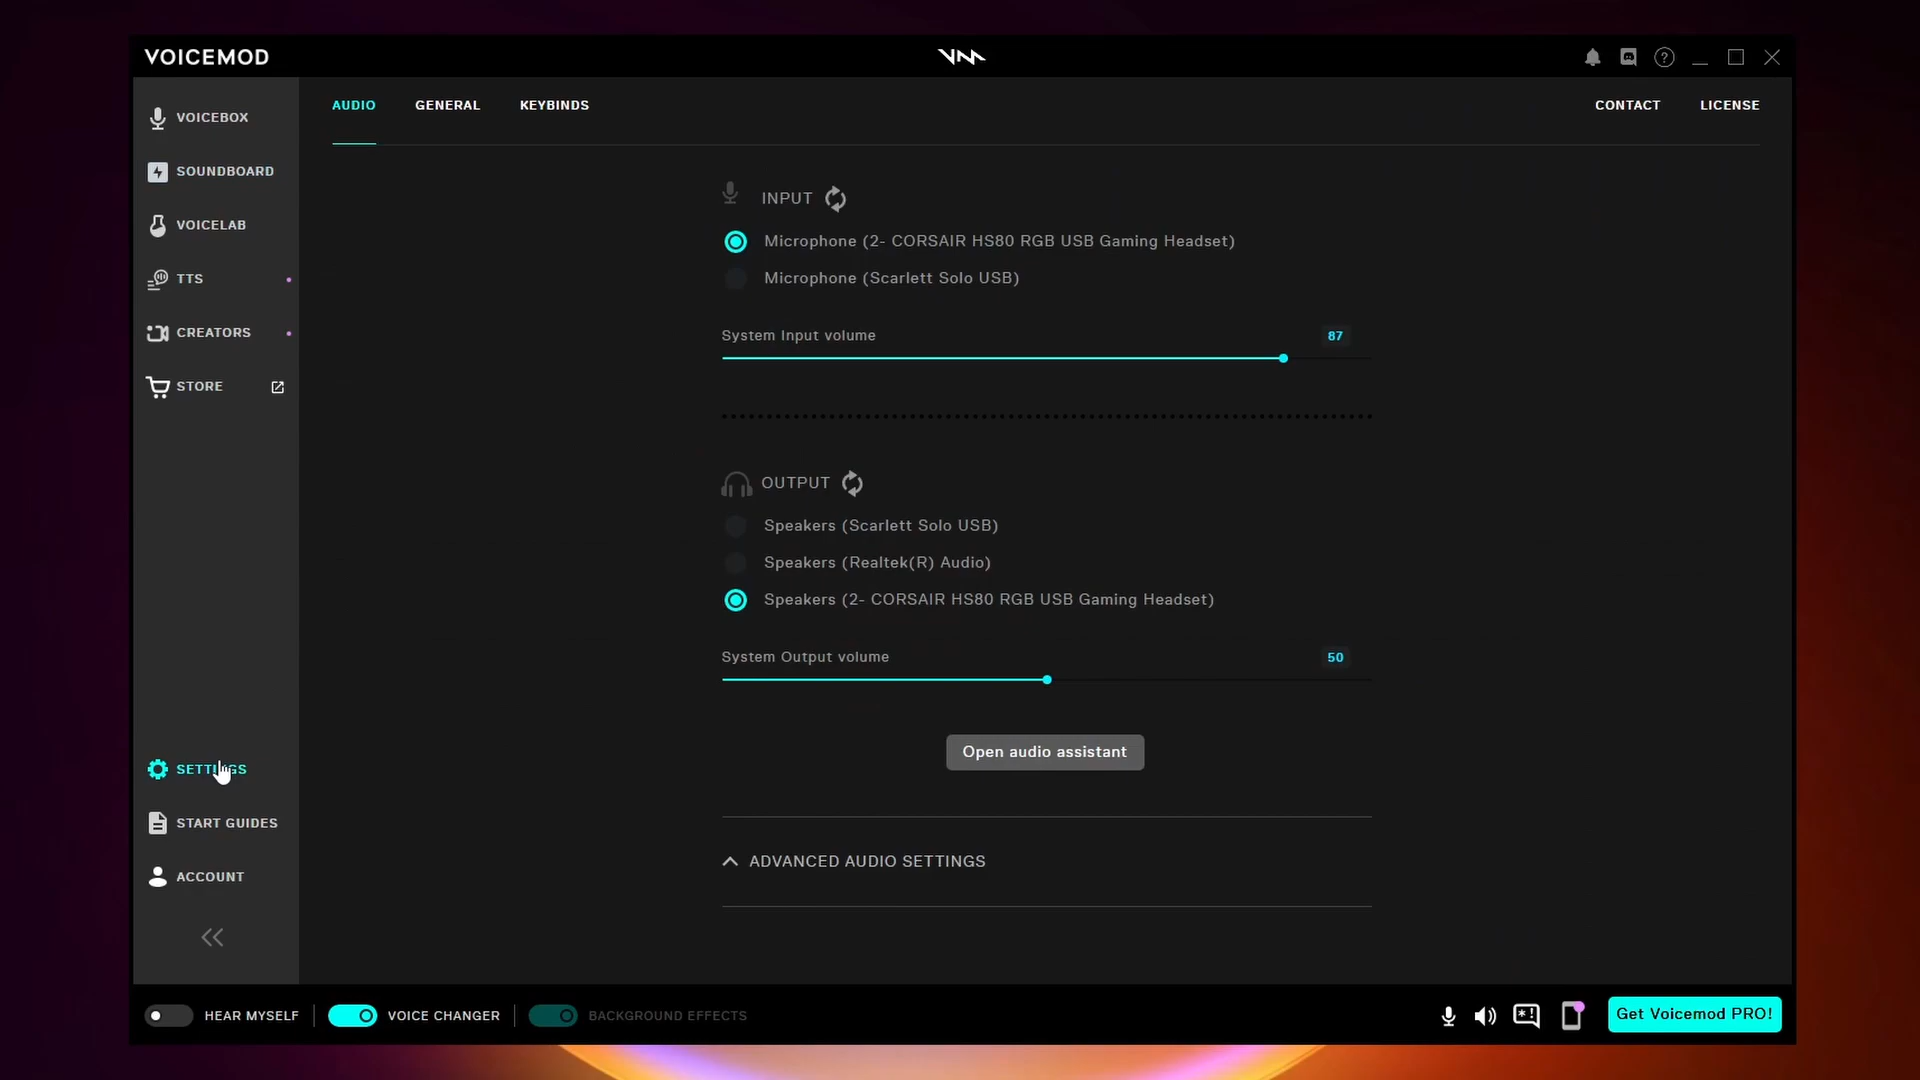 VOICEMOD
AUDIO GENERAL KEYBINDS CONTACT LICENSE
VOICEBOX
SOUNDBOARD
VOICELAB
TTS
CREATORS
STORE
SETTINGS
START GUIDES
ACCOUNT
INPUT
Microphone (2- CORSAIR HS80 RGB USB Gaming Headset)
Microphone (Scarlett Solo USB)
System Input volume 87
OUTPUT
Speakers (Scarlett Solo USB)
Speakers (Realtek(R) Audio)
Speakers (2- CORSAIR HS80 RGB USB Gaming Headset)
System Output volume 50
Open audio assistant
ADVANCED AUDIO SETTINGS
HEAR MYSELF VOICE CHANGER BACKGROUND EFFECTS Get Voicemod PRO!